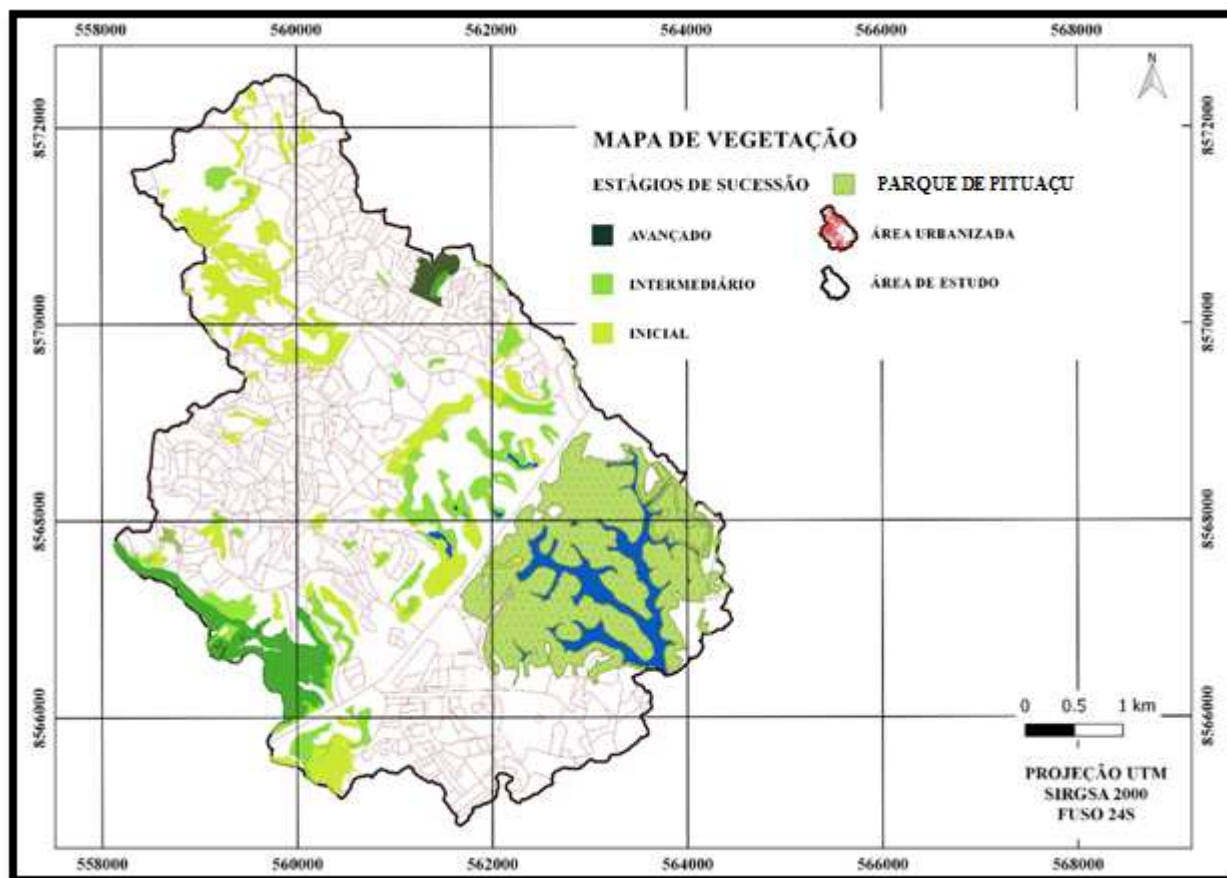 558000 560000 562000 564000 566000 568000
N
8572000 8572000
MAPA DE VEGETAÇÃO
ESTÁGIOS DE SUCESSÃO
AVANÇADO
INTERMEDIÁRIO
INICIAL
PARQUE DE PITUAÇU
ÁREA URBANIZADA
ÁREA DE ESTUDO
8570000 8570000
8568000 8568000
8566000 8566000
0 0.5 1 km
PROJEÇÃO UTM
SIRGSA 2000
FUSO 24S
558000 560000 562000 564000 566000 568000